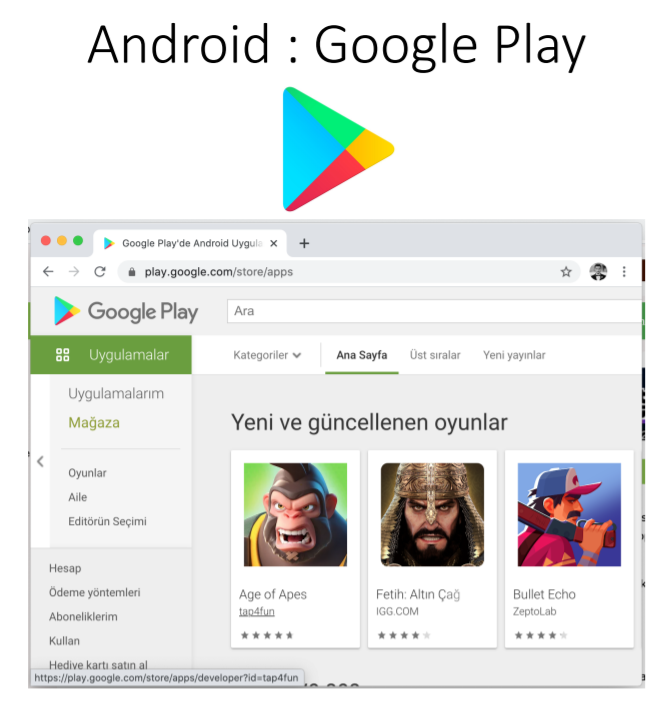 Android : Google Play
Google Play'de Android Uygula
play.google.com/store/apps
Google Play
Ara
Uygulamalar
Kategoriler
Ana Sayfa
Üst sıralar
Yeni yayınlar
Uygulamalarım
Mağaza
Oyunlar
Aile
Editörün Seçimi
Hesap
Ödeme yöntemleri
Aboneliklerim
Kullan
Hediye kartı satın al
Yeni ve güncellenen oyunlar
Age of Apes
tap4fun
Fetih: Altın Çağ
IGG.COM
Bullet Echo
ZeptoLab
https://play.google.com/store/apps/developer?id=tap4fun